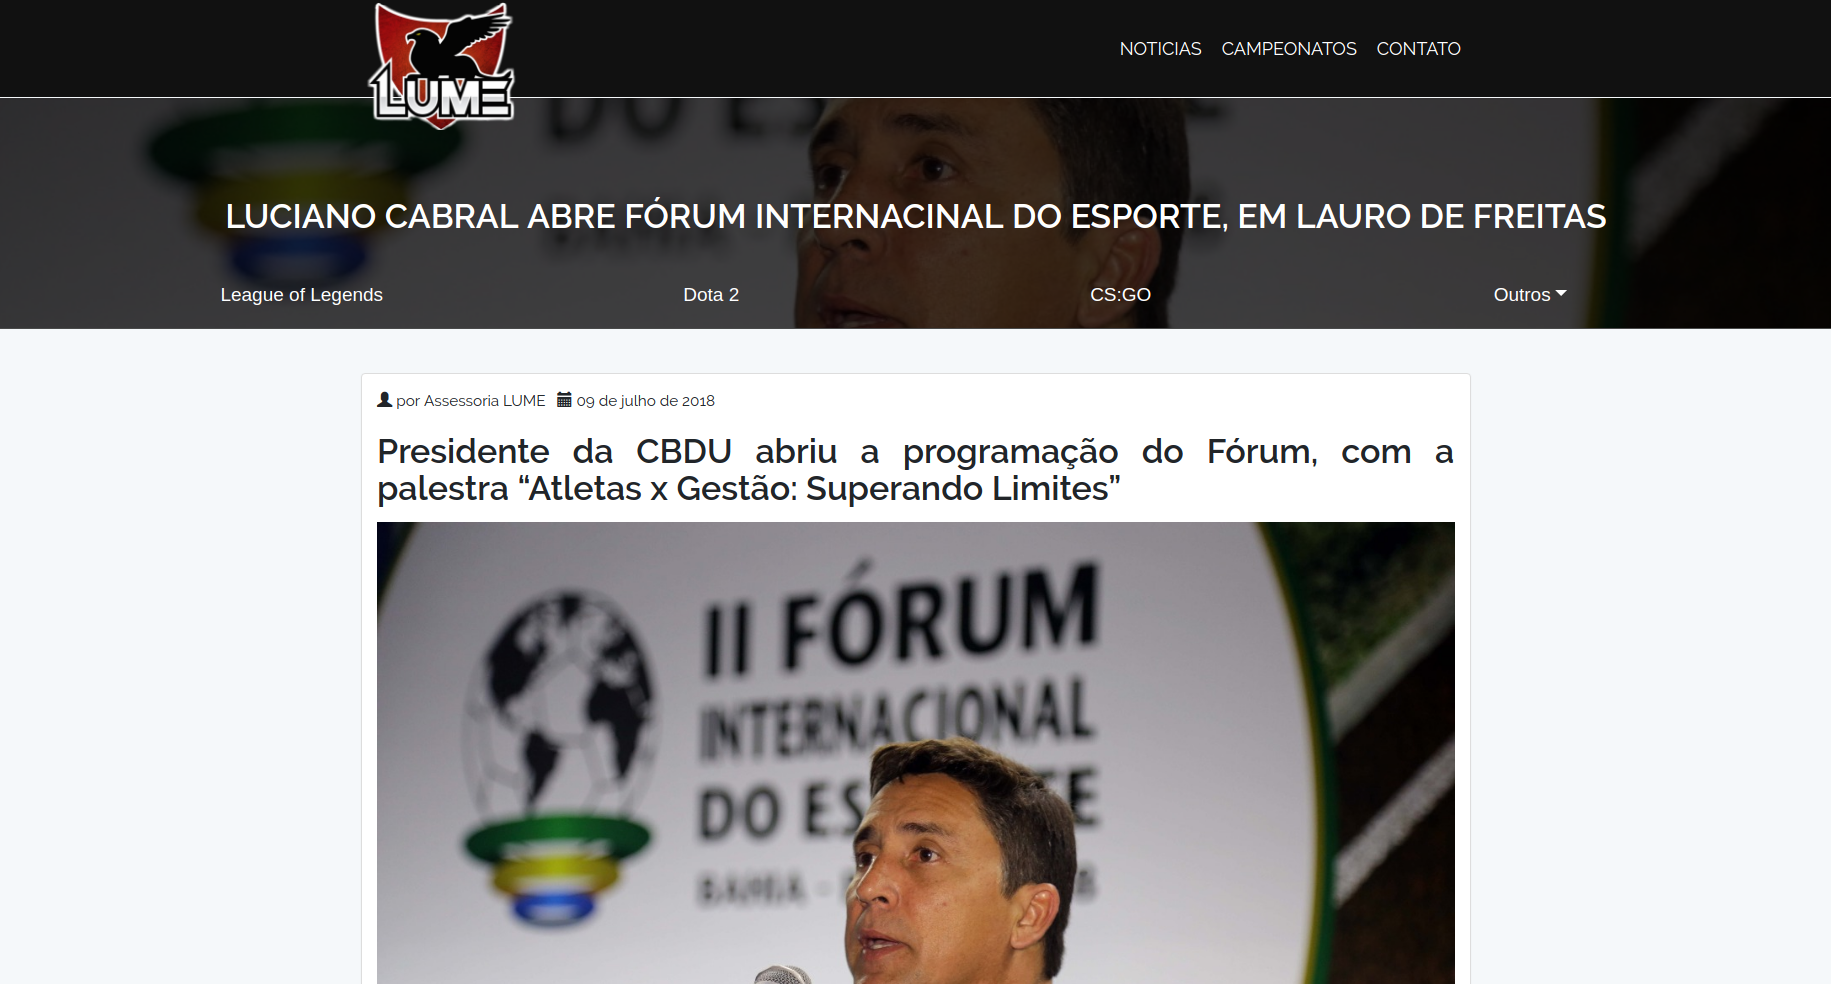 LUME
NOTICIAS CAMPEONATOS CONTATO
DO ES
LUCIANO CABRAL ABRE FÓRUM INTERNACINAL DO ESPORTE, EM LAURO DE FREITAS
League of Legends Dota 2 CS:GO Outros
por Assessoria LUME 09 de julho de 2018
Presidente da CBDU abriu a programação do Fórum, com a
palestra “Atletas x Gestão: Superando Limites”
II FÓRUM
INTERNACIONAL
DO ES E
BAHIA -